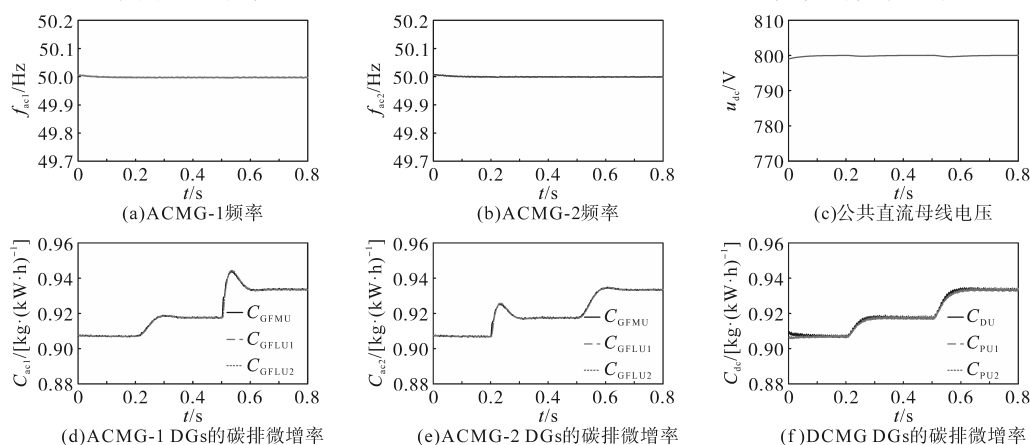 50.2
50.1
50.0
49.9
49.8
49.7
f_ac1/Hz
0 0.2 0.4 0.6 0.8
t/s
(a)ACMG-1频率
50.2
50.1
50.0
49.9
49.8
49.7
f_ac2/Hz
0 0.2 0.4 0.6 0.8
t/s
(b)ACMG-2频率
810
800
790
780
770
u_dc/V
0 0.2 0.4 0.6 0.8
t/s
(c)公共直流母线电压
0.96
0.94
0.92
0.90
0.88
C_ac1/[kg·(kW·h)⁻¹]
C_GFMU
C_GFLU1
C_GFLU2
0 0.2 0.4 0.6 0.8
t/s
(d)ACMG-1 DGs的碳排微增率
0.96
0.94
0.92
0.90
0.88
C_ac2/[kg·(kW·h)⁻¹]
C_GFMU
C_GFLU1
C_GFLU2
0 0.2 0.4 0.6 0.8
t/s
(e)ACMG-2 DGs的碳排微增率
0.96
0.94
0.92
0.90
0.88
C_dc/[kg·(kW·h)⁻¹]
C_DU
C_PU1
C_PU2
0 0.2 0.4 0.6 0.8
t/s
(f)DCMG DGs的碳排微增率